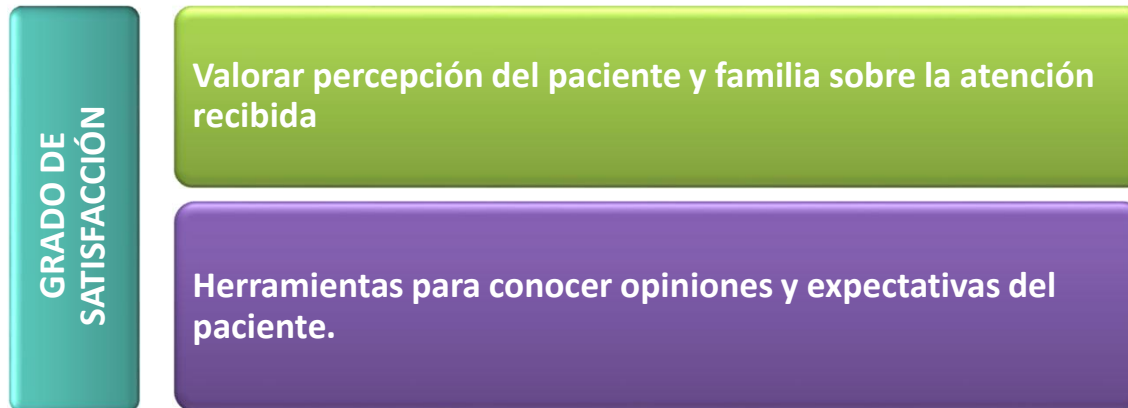 GRADO DE
SATISFACCIÓN
Valorar percepción del paciente y familia sobre la atención
recibida
Herramientas para conocer opiniones y expectativas del
paciente.